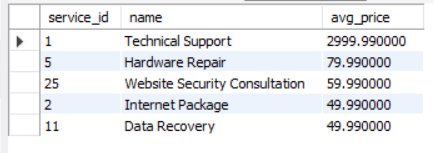 service_id name avg_price
1 Technical Support 2999.990000
5 Hardware Repair 79.990000
25 Website Security Consultation 59.990000
2 Internet Package 49.990000
11 Data Recovery 49.990000